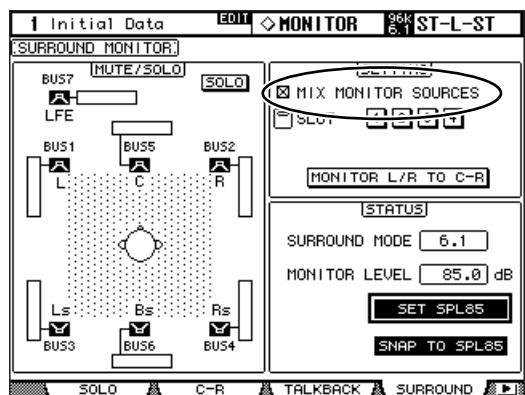 1 Initial Data EDIT ◇MONITOR 96K 6.1 ST-L-ST
SURROUND MONITOR
MUTE/SOLO
SOLO
BUS7
LFE
BUS1 BUS5 BUS2
L C R
Ls Bs Rs
BUS3 BUS6 BUS4
MIX MONITOR SOURCES
SLOT 1 2 3 4
MONITOR L/R TO C-R
STATUS
SURROUND MODE 6.1
MONITOR LEVEL 85.0 dB
SET SPL85
SNAP TO SPL85
SOLO C-R TALKBACK SURROUND